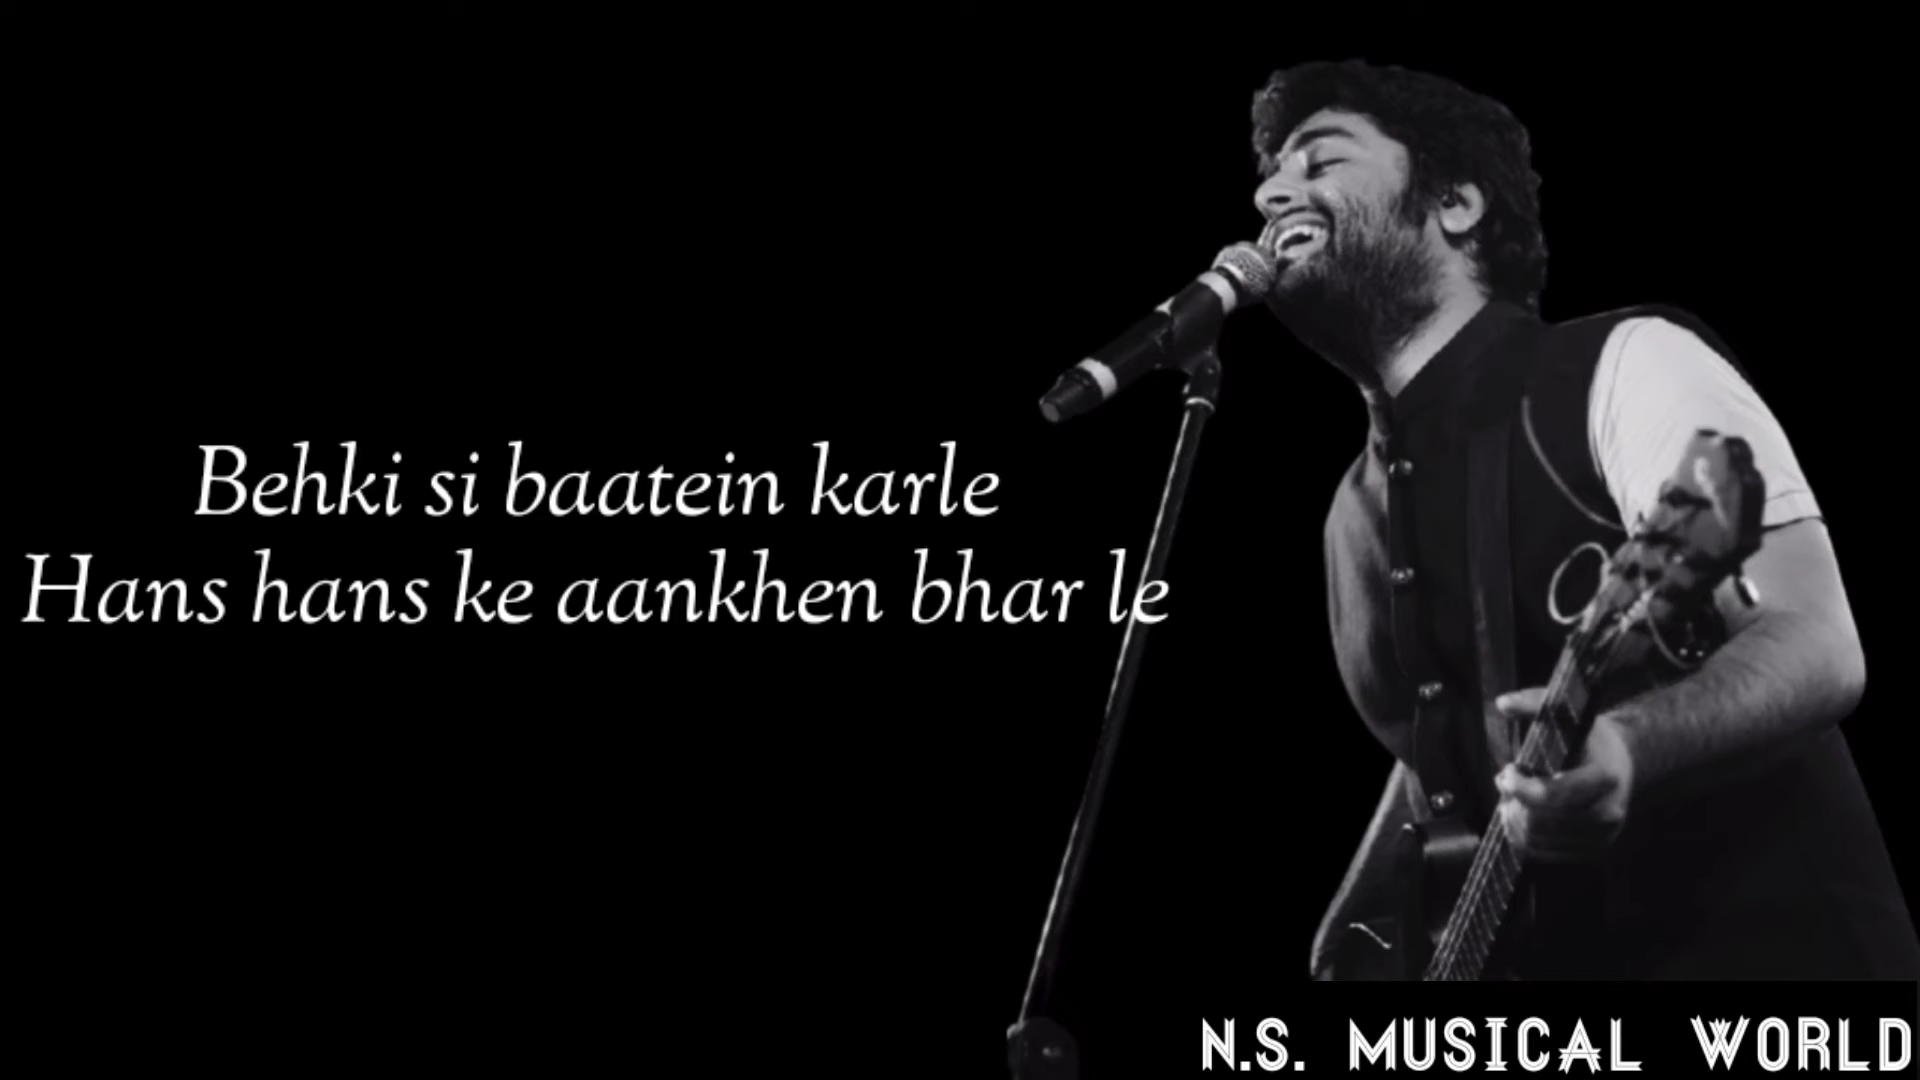 Behki si baatein karle
Hans hans ke aankhen bhar le
N.S. MUSICAL WORLD